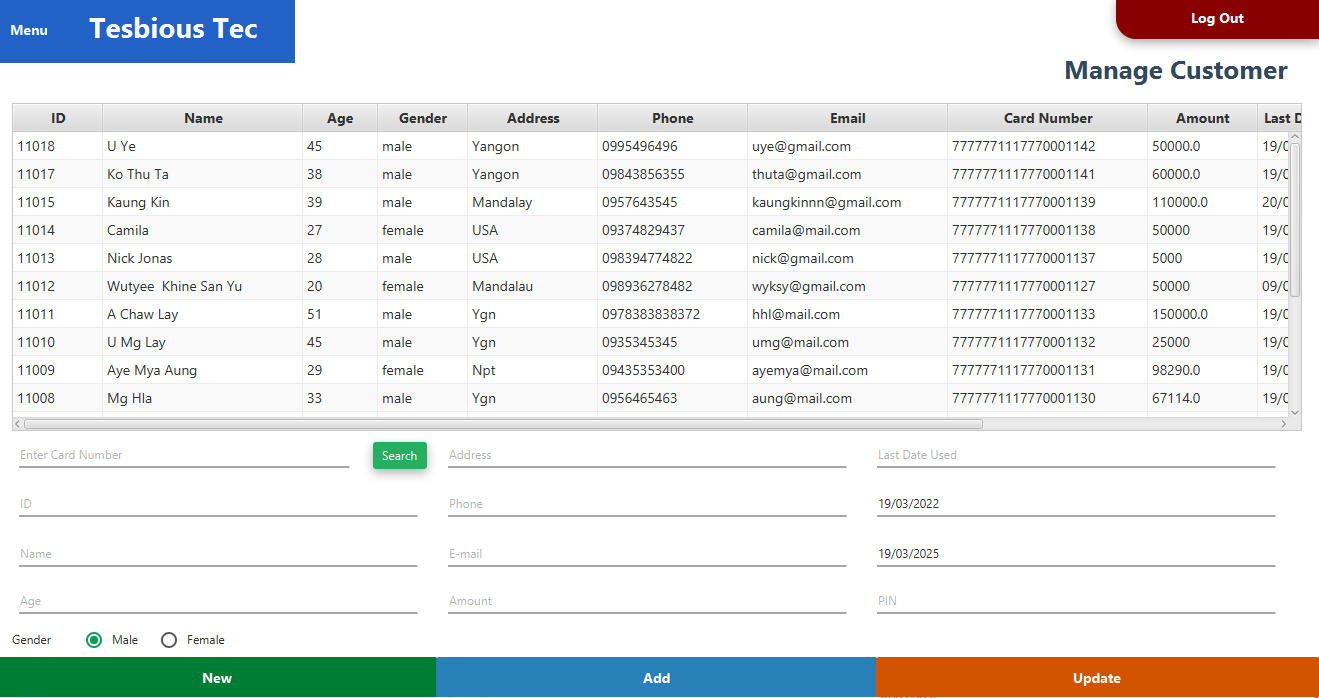 Menu Tesbious Tec Log Out
Manage Customer
ID Name Age Gender Address Phone Email Card Number Amount Last D
11018 U Ye 45 male Yangon 0995496496 uye@gmail.com 7777771117770001142 50000.0 19/0
11017 Ko Thu Ta 38 male Yangon 09843856355 thuta@gmail.com 7777771117770001141 60000.0 19/0
11015 Kaung Kin 39 male Mandalay 0957643545 kaungkinnn@gmail.com 7777771117770001139 110000.0 20/0
11014 Camila 27 female USA 09374829437 camila@mail.com 7777771117770001138 50000 19/0
11013 Nick Jonas 28 male USA 098394774822 nick@gmail.com 7777771117770001137 5000 19/0
11012 Wutyee  Khine San Yu 20 female Mandalau 098936278482 wyksy@gmail.com 7777771117770001127 50000 09/0
11011 A Chaw Lay 51 male Ygn 0978383838372 hhl@mail.com 7777771117770001133 150000.0 19/0
11010 U Mg Lay 45 male Ygn 0935345345 umg@mail.com 7777771117770001132 25000 19/0
11009 Aye Mya Aung 29 female Npt 09435353400 ayemya@mail.com 7777771117770001131 98290.0 19/0
11008 Mg Hla 33 male Ygn 0956465463 aung@mail.com 7777771117770001130 67114.0 19/0
Enter Card Number Search Address Last Date Used
ID Phone 19/03/2022
Name E-mail 19/03/2025
Age Amount PIN
Gender Male Female
New Add Update